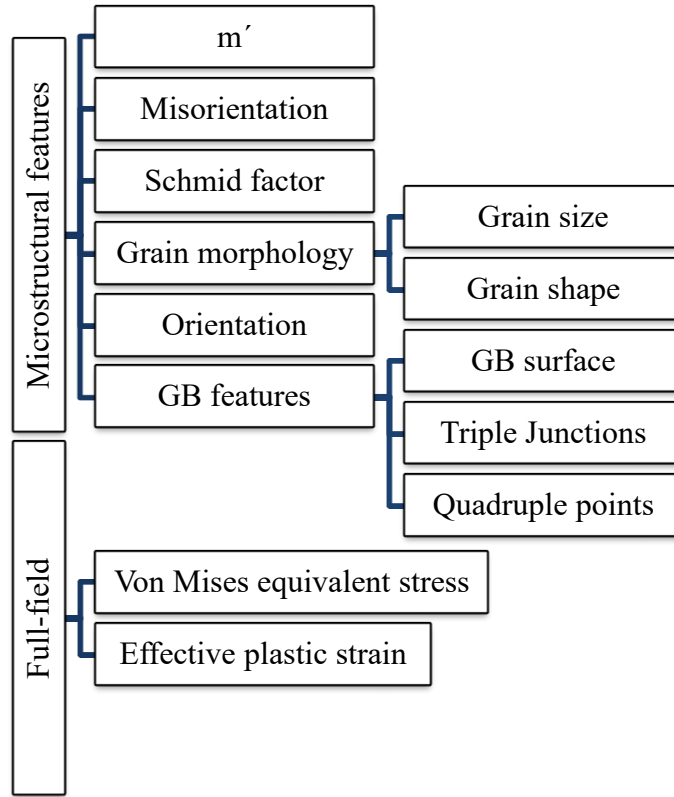 Microstructural features
m´
Misorientation
Schmid factor
Grain morphology
Grain size
Grain shape
Orientation
GB features
GB surface
Triple Junctions
Quadruple points
Full-field
Von Mises equivalent stress
Effective plastic strain